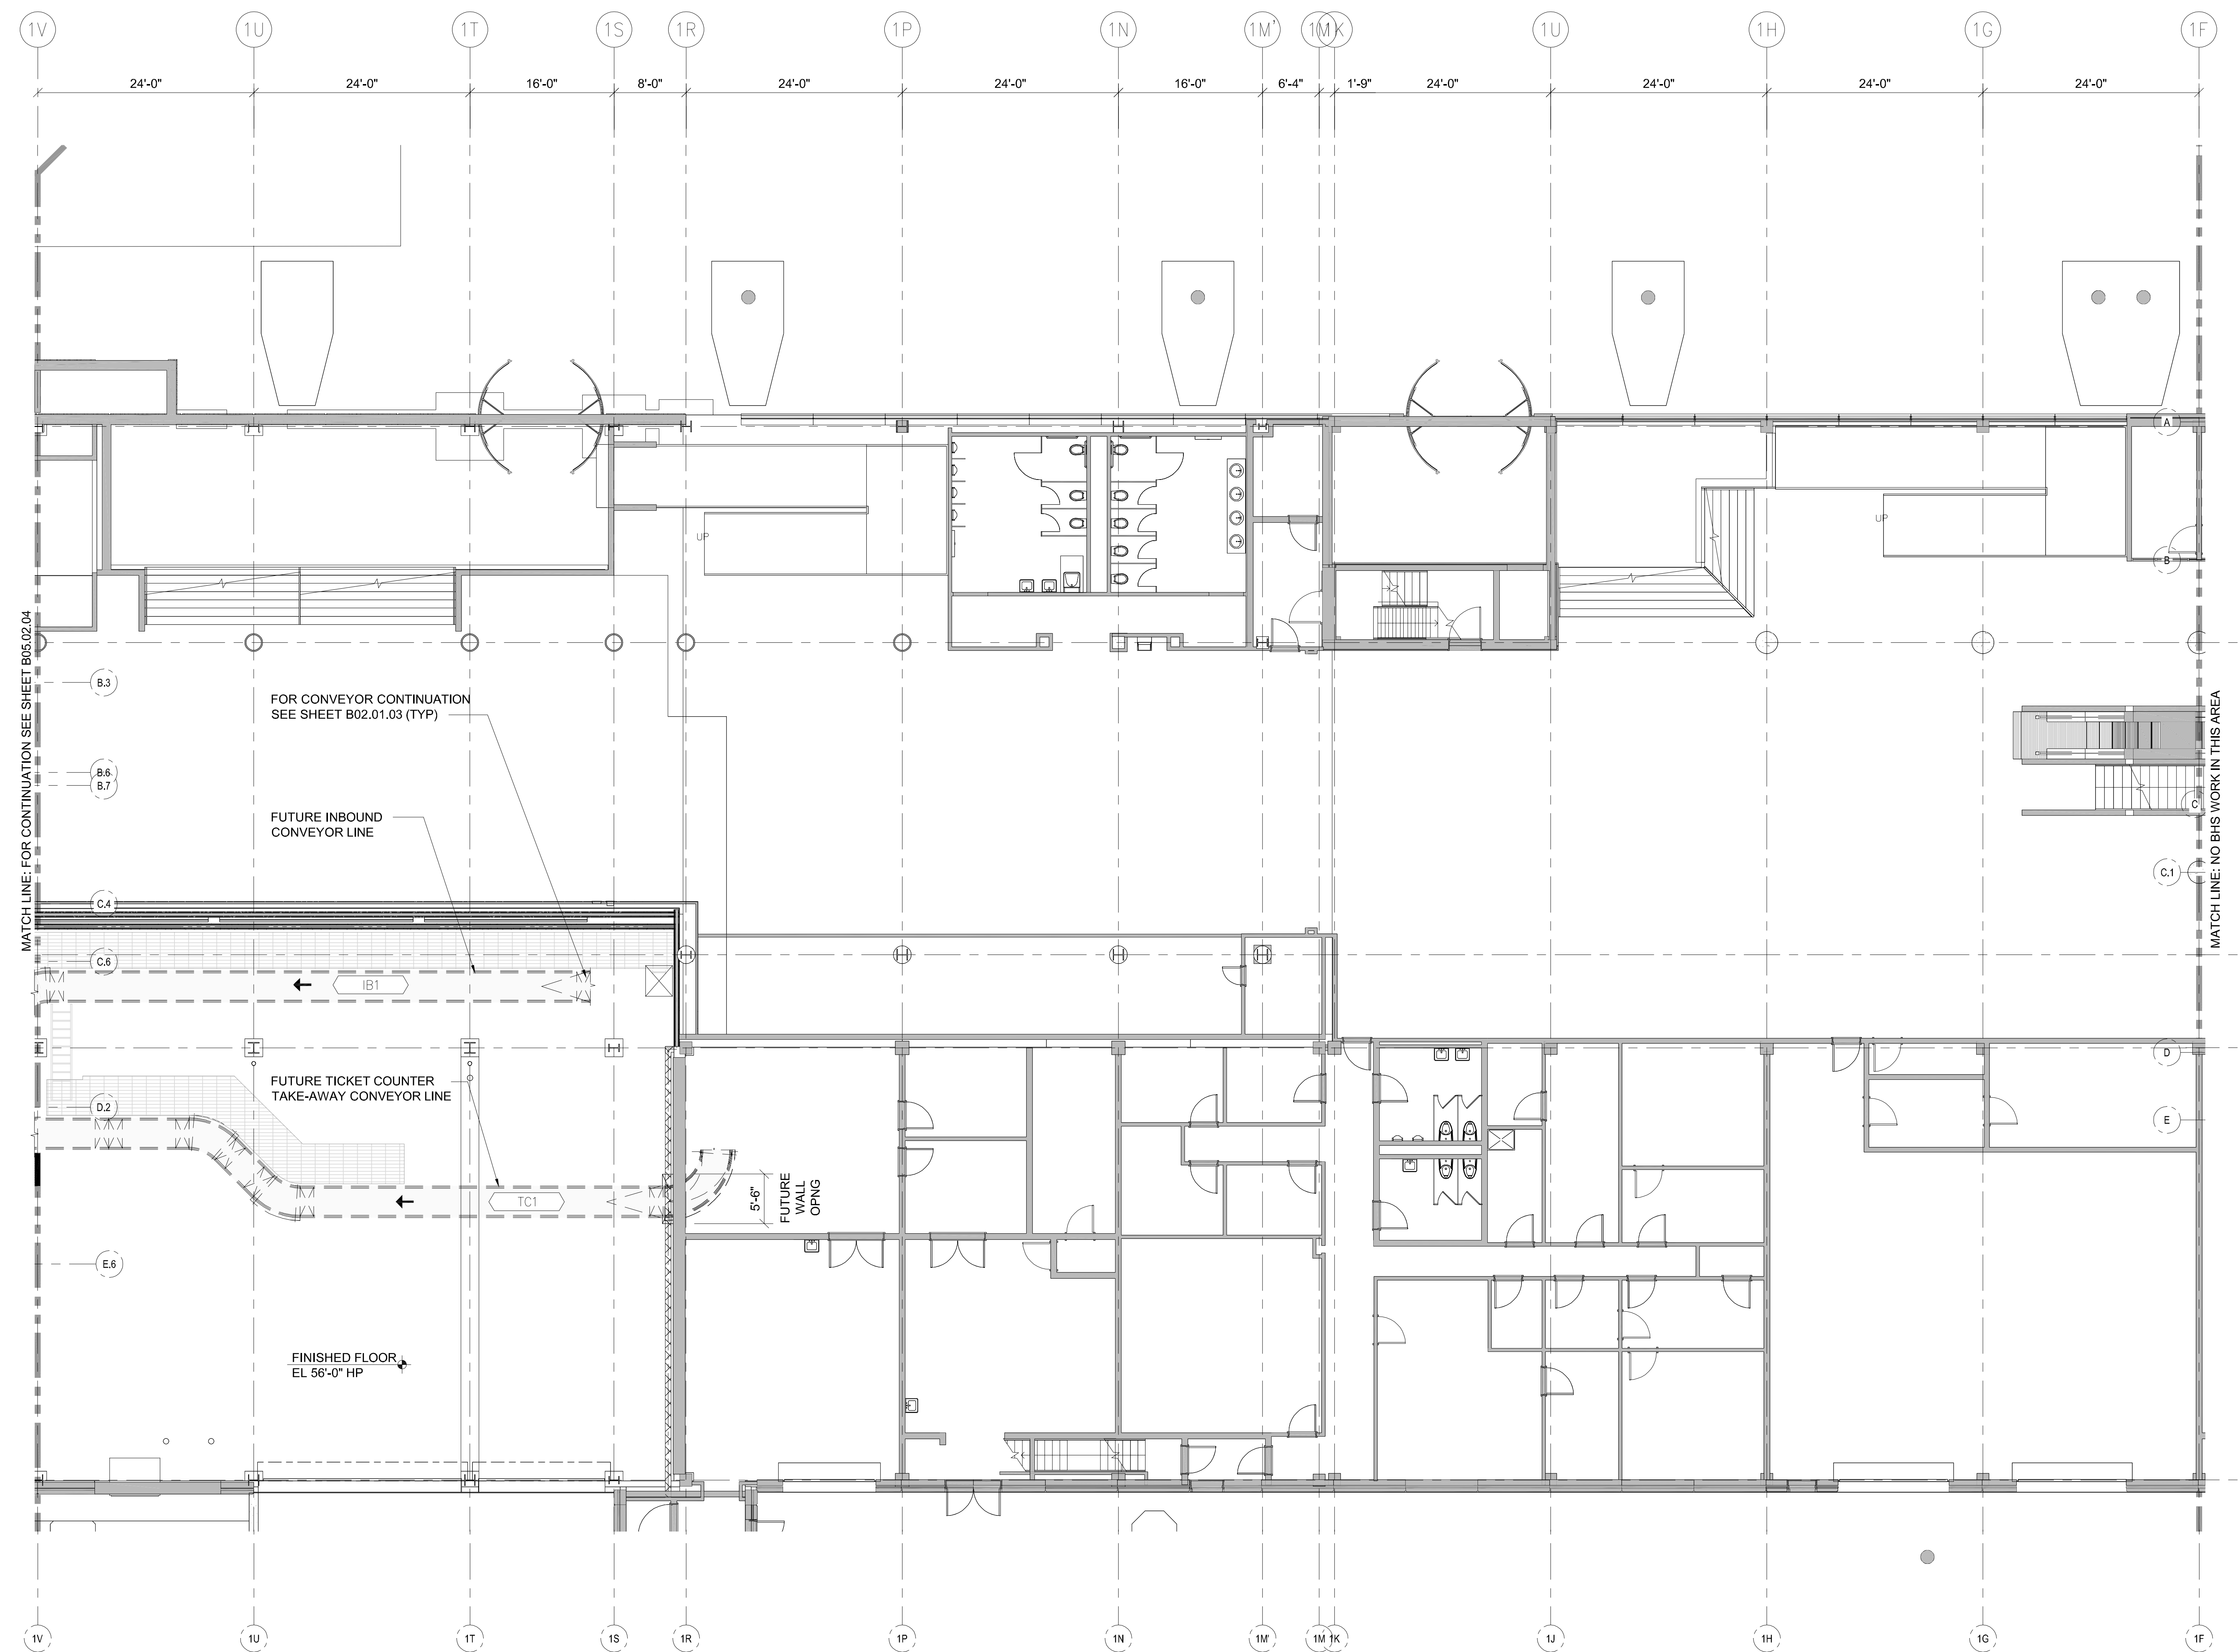 1V 1U 1T 1S 1R 1P 1N 1M' 1M 1K 1U 1H 1G 1F
24'-0" 24'-0" 16'-0" 8'-0" 24'-0" 24'-0" 16'-0" 6'-4" 1'-9" 24'-0" 24'-0" 24'-0" 24'-0"
A
UP
UP
B
MATCH LINE: FOR CONTINUATION SEE SHEET B05.02.04
B.3
FOR CONVEYOR CONTINUATION
SEE SHEET B02.01.03 (TYP)
MATCH LINE: NO BHS WORK IN THIS AREA
B.6
B.7
C
FUTURE INBOUND
CONVEYOR LINE
C.1
C.4
C.6
IB1
D
FUTURE TICKET COUNTER
TAKE-AWAY CONVEYOR LINE
D.2
E
TC1
5'-6"
FUTURE
WALL
OPNG
E.6
FINISHED FLOOR
EL 56'-0" HP
1V 1U 1T 1S 1R 1P 1N 1M' 1M 1K 1J 1H 1G 1F